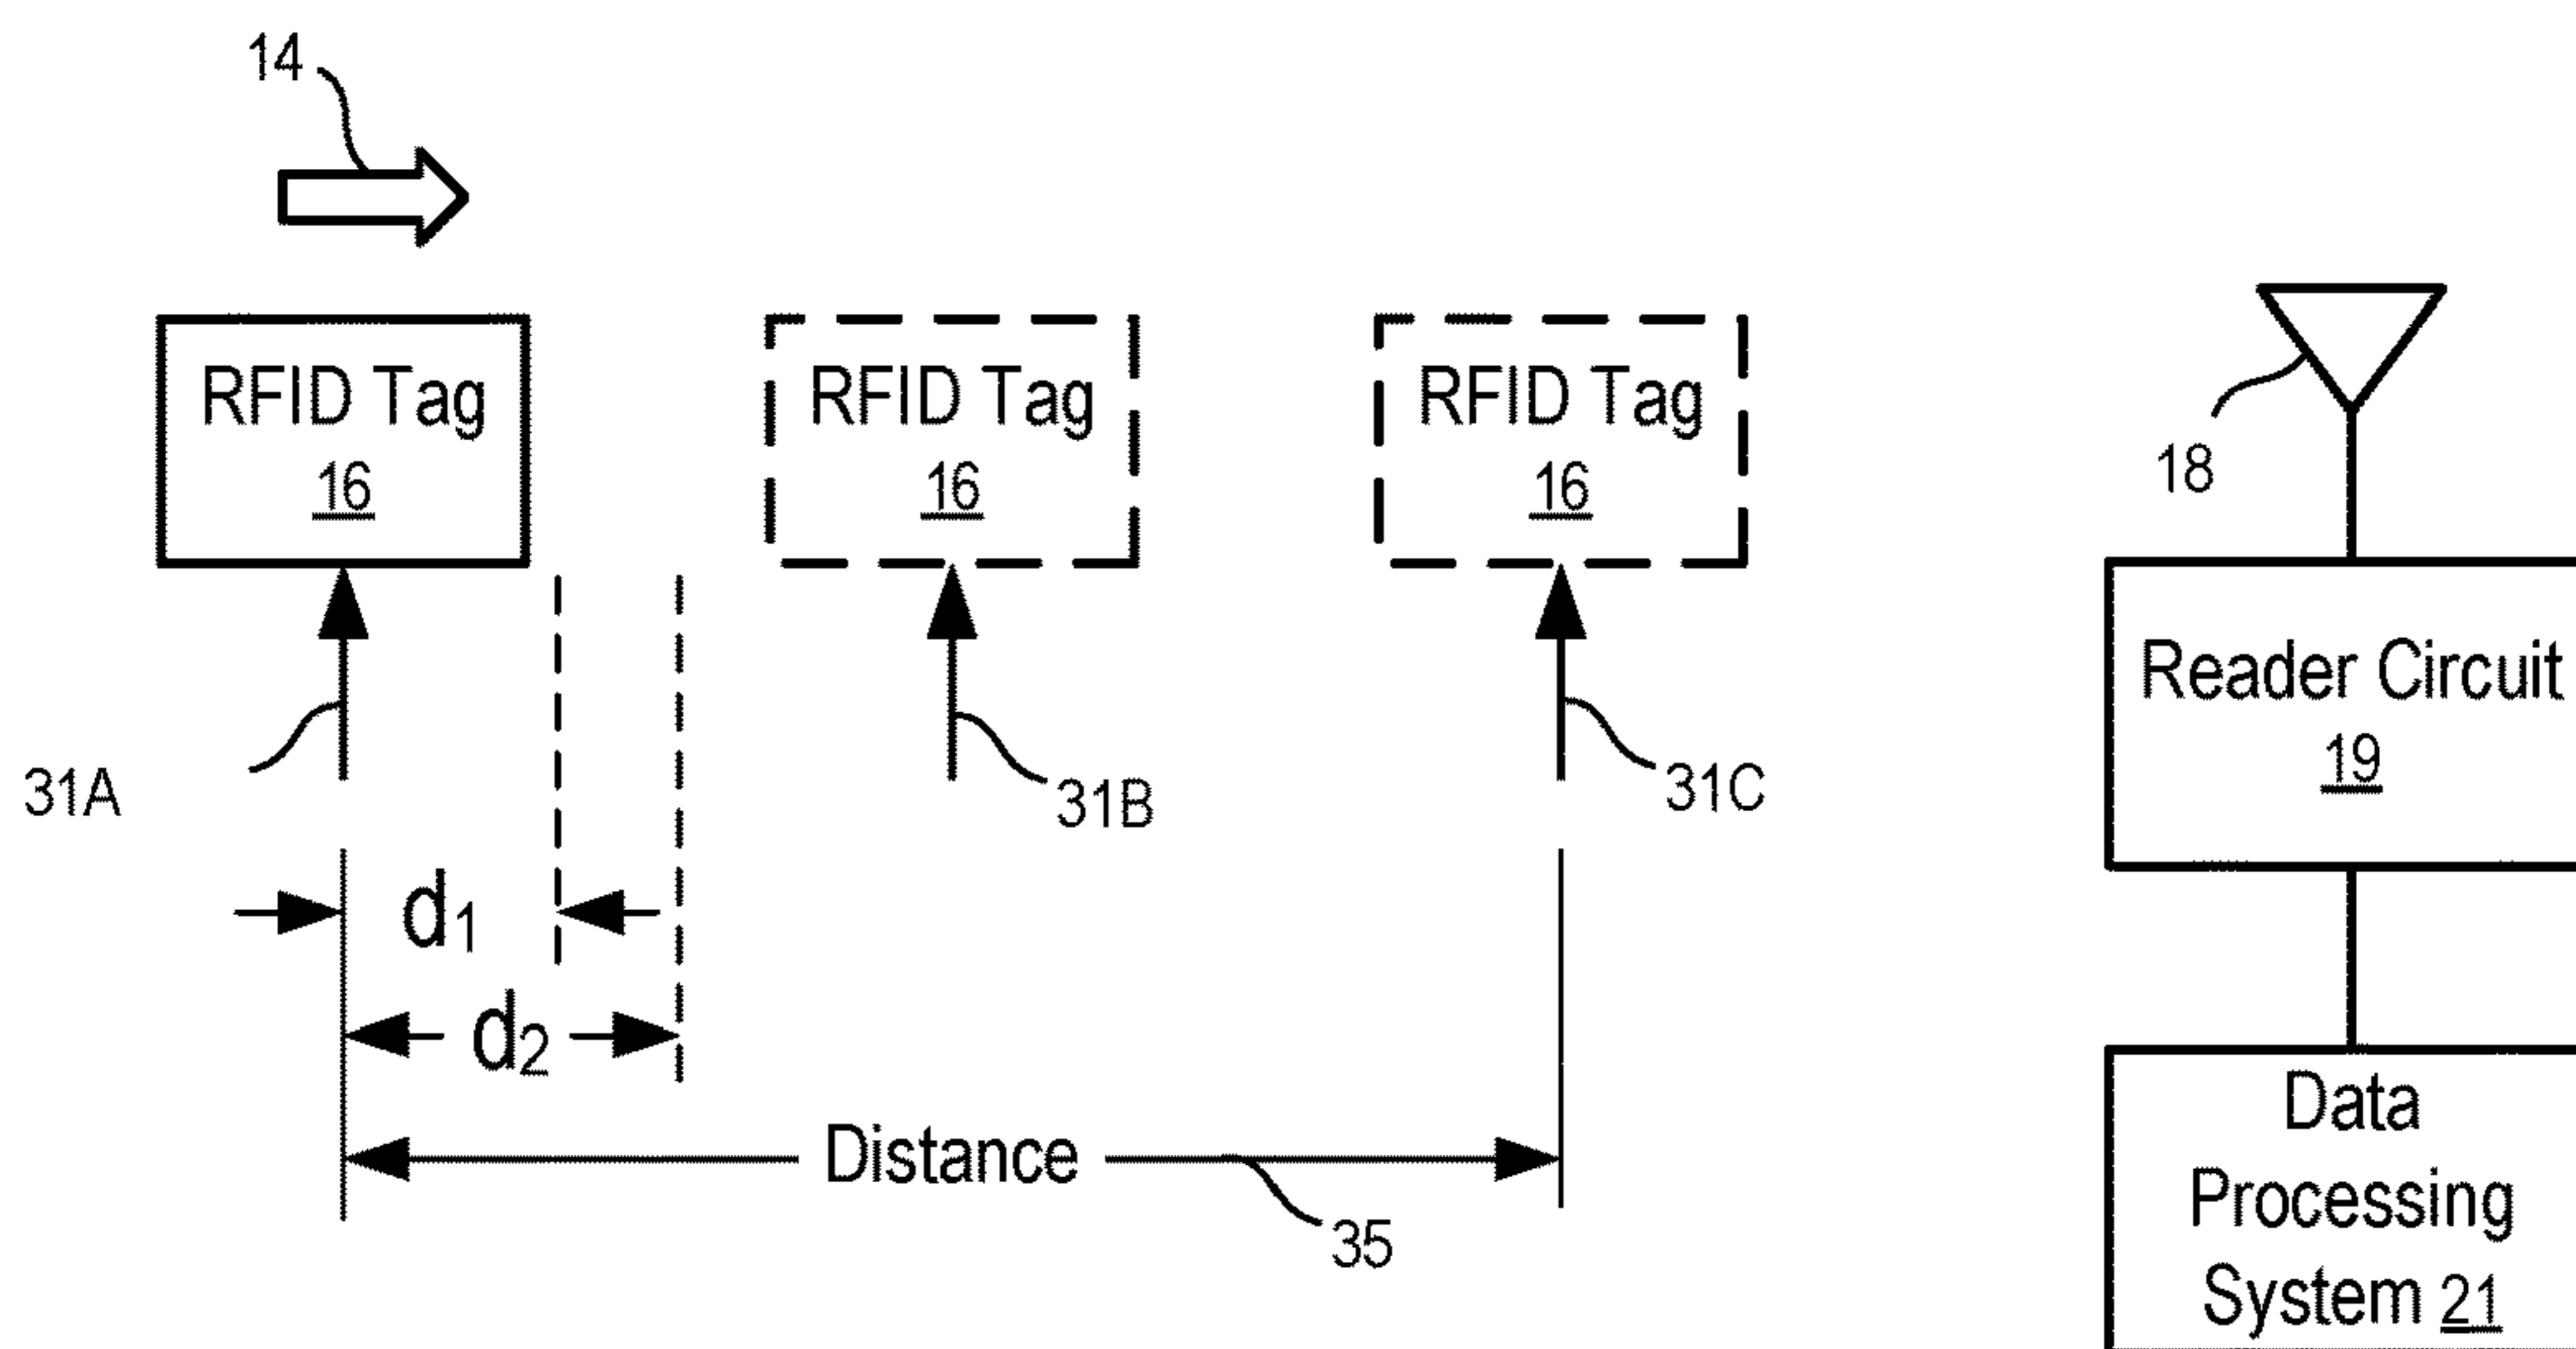 14
RFID Tag
16
RFID Tag
16
RFID Tag
16
18
31A
31B
31C
Reader Circuit
19
d1
d2
Distance
35
Data
Processing
System 21